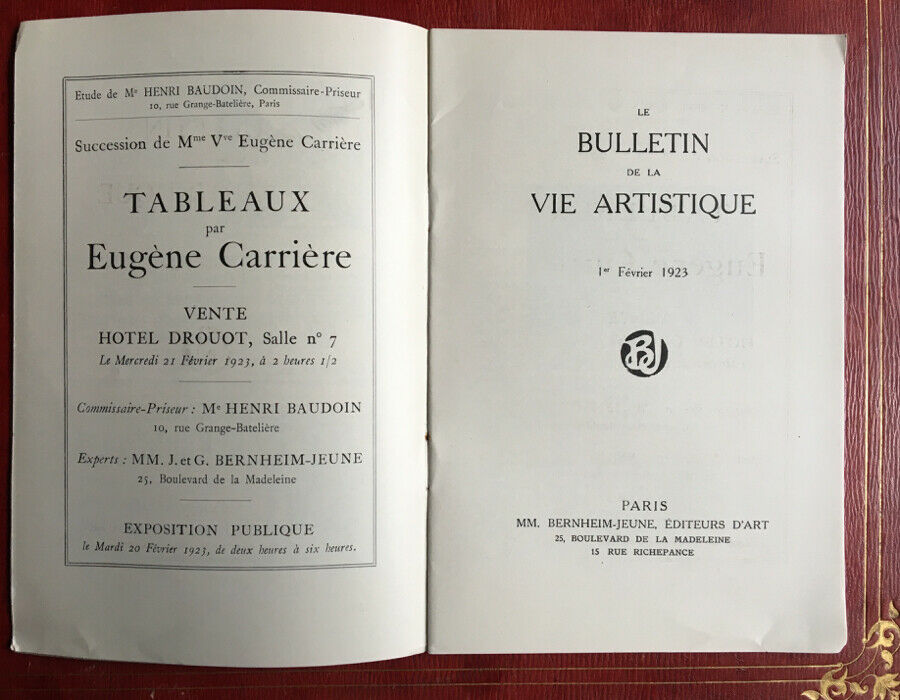 Etude de Me HENRI BAUDOIN, Commissaire-Priseur
10, rue Grange-Batelière, Paris
Succession de Mme Vve Eugène Carrière
TABLEAUX
par
Eugène Carrière
VENTE
HOTEL DROUOT, Salle no 7
Le Mercredi 21 Février 1923, à 2 heures 1/2
Commissaire-Priseur : Me HENRI BAUDOIN
10, rue Grange-Batelière
Experts : MM. J. et G. BERNHEIM-JEUNE
25, Boulevard de la Madeleine
EXPOSITION PUBLIQUE
le Mardi 20 Février 1923, de deux heures à six heures.
LE
BULLETIN
DE LA
VIE ARTISTIQUE
1er Février 1923
BJ
PARIS
MM. BERNHEIM-JEUNE, ÉDITEURS D'ART
25, BOULEVARD DE LA MADELEINE
15 RUE RICHEPANCE